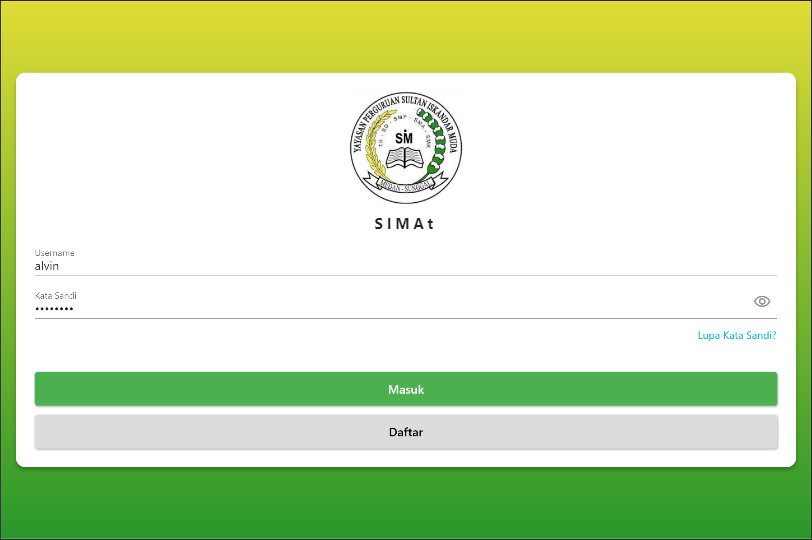 YAYASAN PERGURUAN SULTAN ISKANDAR MUDA
TK - SD - SMP - SMA - SMK
SIM
MEDAN - SUNGGAL
SIMAt
Username
alvin
Kata Sandi
••••••••
Lupa Kata Sandi?
Masuk
Daftar